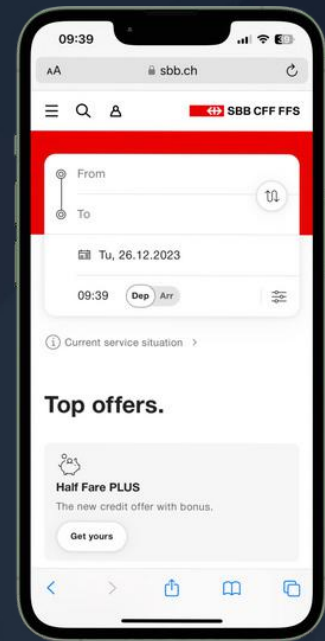 09:39
AA sbb.ch
SBB CFF FFS
From
To
Tu, 26.12.2023
09:39 Dep Arr
Current service situation
Top offers.
Half Fare PLUS
The new credit offer with bonus.
Get yours